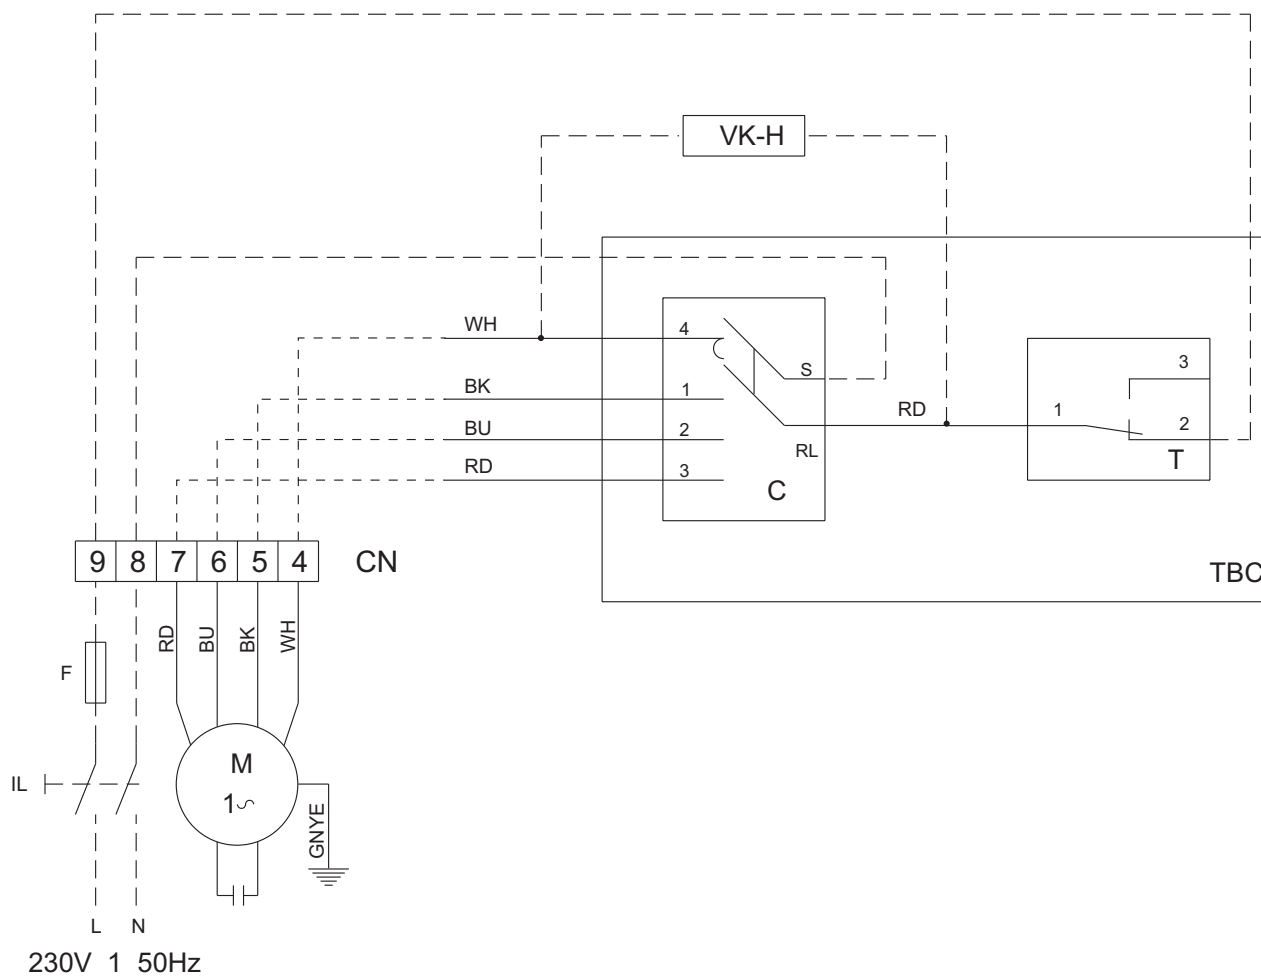 VK-H
WH 4 S
BK 1 3
RD 1 2
BU 2 RL T
RD 3 C
9 8 7 6 5 4 CN
TBC
RD BU BK WH
F
M
IL 1~
GNYE
L N
230V 1 50Hz